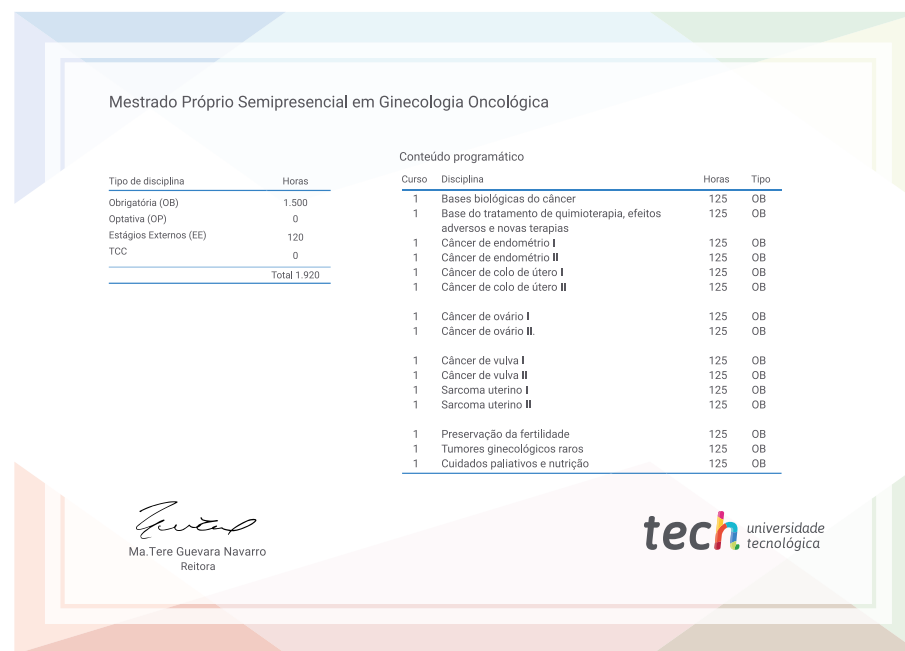 Mestrado Próprio Semipresencial em Ginecologia Oncológica
Tipo de disciplina Horas
Obrigatória (OB) 1.500
Optativa (OP) 0
Estágios Externos (EE) 120
TCC 0
Total 1.920
Conteúdo programático
Curso Disciplina Horas Tipo
1 Bases biológicas do câncer 125 OB
1 Base do tratamento de quimioterapia, efeitos 125 OB
adversos e novas terapias
1 Câncer de endométrio I 125 OB
1 Câncer de endométrio II 125 OB
1 Câncer de colo de útero I 125 OB
1 Câncer de colo de útero II 125 OB
1 Câncer de ovário I 125 OB
1 Câncer de ovário II. 125 OB
1 Câncer de vulva I 125 OB
1 Câncer de vulva II 125 OB
1 Sarcoma uterino I 125 OB
1 Sarcoma uterino II 125 OB
1 Preservação da fertilidade 125 OB
1 Tumores ginecológicos raros 125 OB
1 Cuidados paliativos e nutrição 125 OB
Ma.Tere Guevara Navarro
Reitora
tech universidade
tecnológica